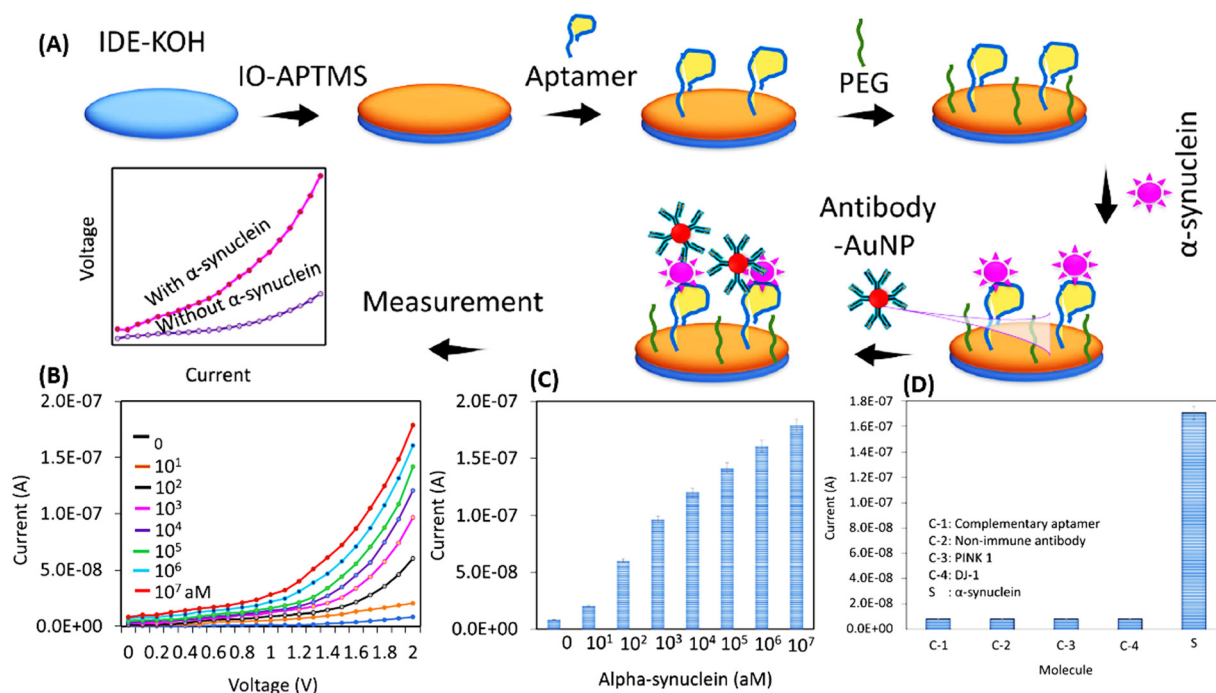 (A)
IDE-KOH
IO-APTMS
Aptamer
PEG
α-synuclein
Antibody
-AuNP
Measurement
Voltage
With α-synuclein
Without α-synuclein
Current
(B)
Current (A)
2.0E-07
1.5E-07
1.0E-07
5.0E-08
0.0E+00
0
10¹
10²
10³
10⁴
10⁵
10⁶
10⁷ aM
0 0.2 0.4 0.6 0.8 1 1.2 1.4 1.6 1.8 2
Voltage (V)
(C)
Current (A)
2.0E-07
1.5E-07
1.0E-07
5.0E-08
0.0E+00
0 10¹ 10² 10³ 10⁴ 10⁵ 10⁶ 10⁷
Alpha-synuclein (aM)
(D)
Current (A)
1.8E-07
1.6E-07
1.4E-07
1.2E-07
1.0E-07
8.0E-08
6.0E-08
4.0E-08
2.0E-08
0.0E+00
C-1: Complementary aptamer
C-2: Non-immune antibody
C-3: PINK 1
C-4: DJ-1
S : α-synuclein
C-1 C-2 C-3 C-4 S
Molecule